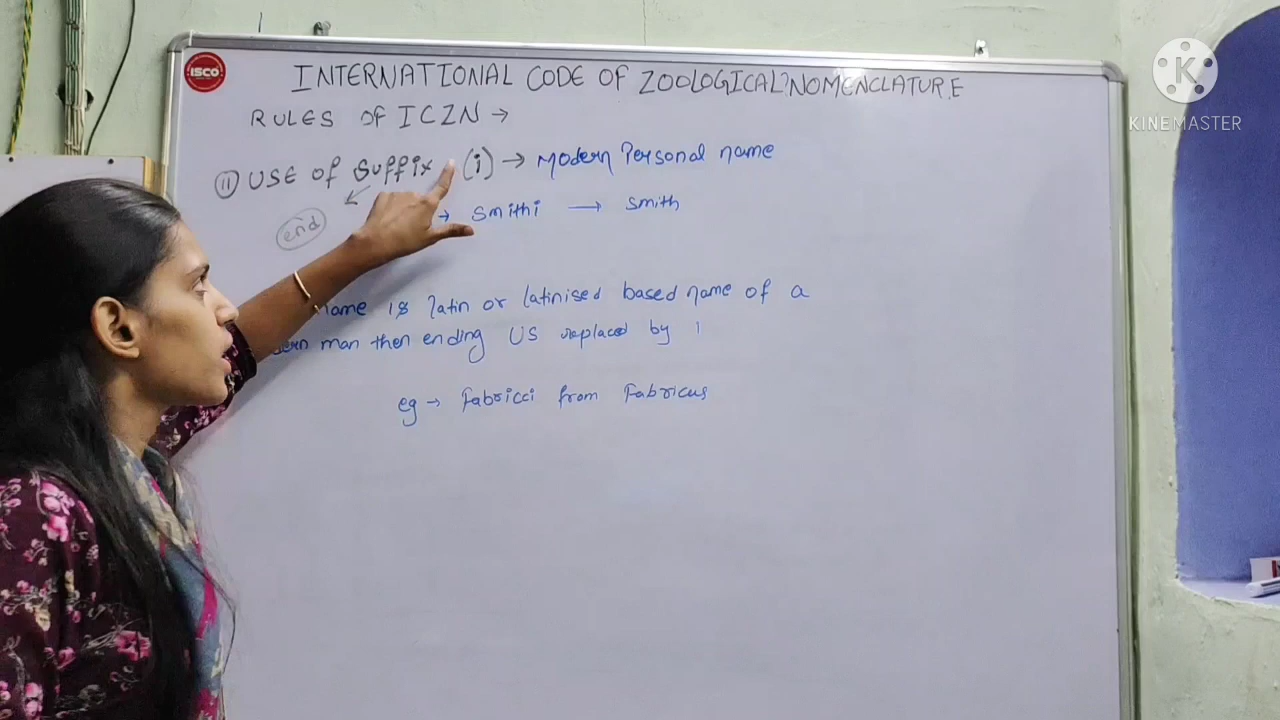 INTERNATIONAL CODE OF ZOOLOGICAL NOMENCLATURE
RULES OF ICZN →
(ii) USE OF Suffix (i) → Modern Personal name
end
→ Smithi → Smith
name is latin or latinised based name of a
man then ending US replaced by i
eg → Fabricci from Fabricus
ISCO
K
KINEMASTER